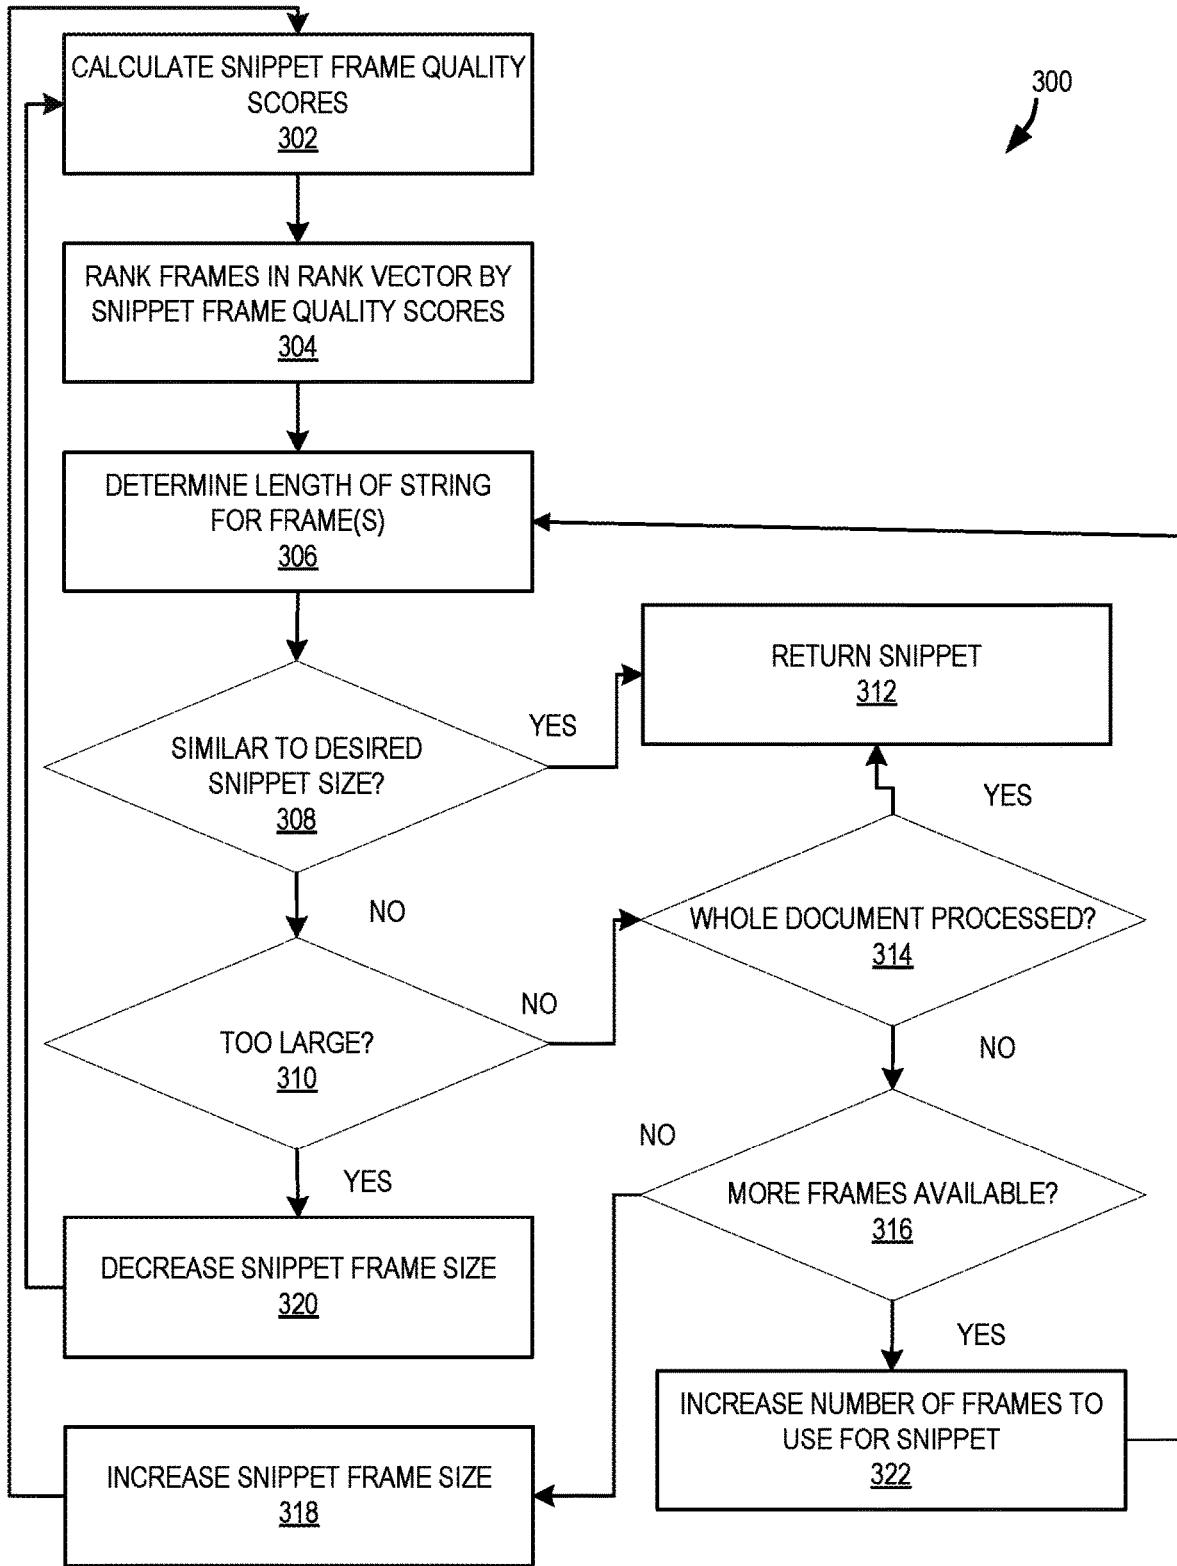 CALCULATE SNIPPET FRAME QUALITY
SCORES
302
300
RANK FRAMES IN RANK VECTOR BY
SNIPPET FRAME QUALITY SCORES
304
DETERMINE LENGTH OF STRING
FOR FRAME(S)
306
RETURN SNIPPET
312
YES
SIMILAR TO DESIRED
SNIPPET SIZE?
308
YES
NO
WHOLE DOCUMENT PROCESSED?
314
NO
TOO LARGE?
310
NO
NO
YES
MORE FRAMES AVAILABLE?
316
DECREASE SNIPPET FRAME SIZE
320
YES
INCREASE NUMBER OF FRAMES TO
USE FOR SNIPPET
322
INCREASE SNIPPET FRAME SIZE
318